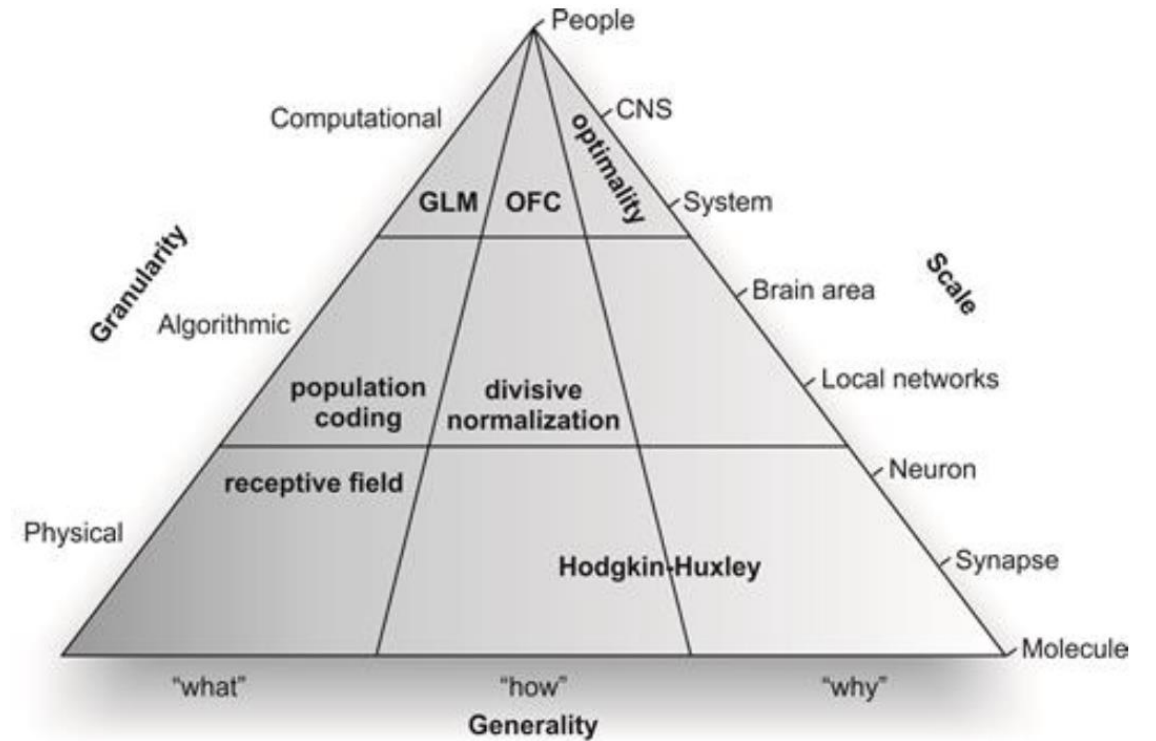 People
Computational
CNS
optimality
GLM
OFC
System
Granularity
Brain area
Scale
Algorithmic
Local networks
population
coding
divisive
normalization
Neuron
receptive field
Physical
Hodgkin-Huxley
Synapse
Molecule
“what”
“how”
“why”
Generality